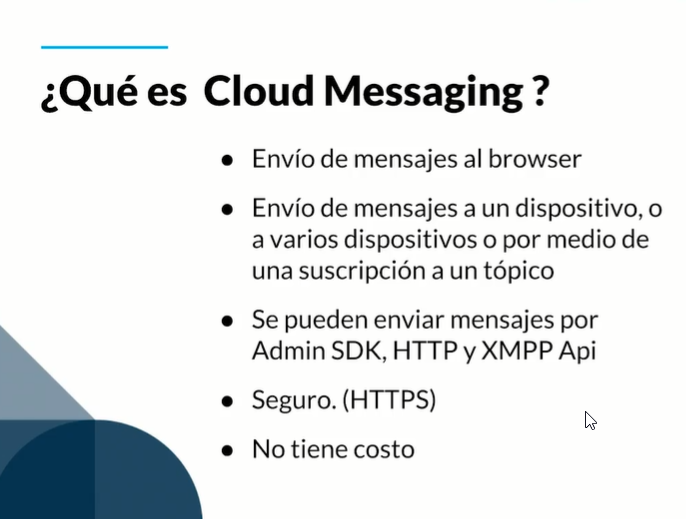 ¿Qué es Cloud Messaging ?
● Envío de mensajes al browser
● Envío de mensajes a un dispositivo, o
a varios dispositivos o por medio de
una suscripción a un tópico
● Se pueden enviar mensajes por
Admin SDK, HTTP y XMPP Api
● Seguro. (HTTPS)
● No tiene costo